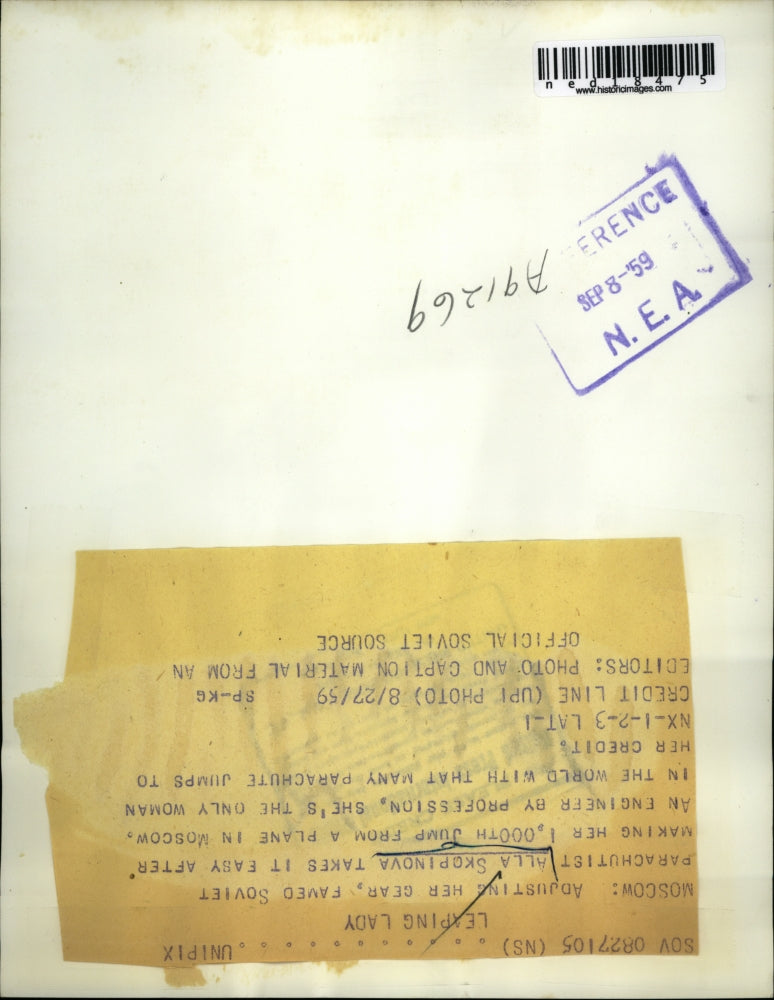 ned18475
www.historicimages.com
ERENCE
SEP 8-'59
N. E. A.
A91269
SOV 0827105 (NS) . . . . . . . . . . . UNIPIX
LEAPING LADY
MOSCOW: ADJUSTING HER GEAR, FAMED SOVIET
PARACHUTIST ALLA SKOPINOVA TAKES IT EASY AFTER
MAKING HER 1,000TH JUMP FROM A PLANE IN MOSCOW.
AN ENGINEER BY PROFESSION, SHE'S THE ONLY WOMAN
IN THE WORLD WITH THAT MANY PARACHUTE JUMPS TO
HER CREDIT.
NX-1-2-3 LAT-1
CREDIT LINE (UPI PHOTO) 8/27/59 SP-KG
EDITORS: PHOTO AND CAPTION MATERIAL FROM AN
OFFICIAL SOVIET SOURCE